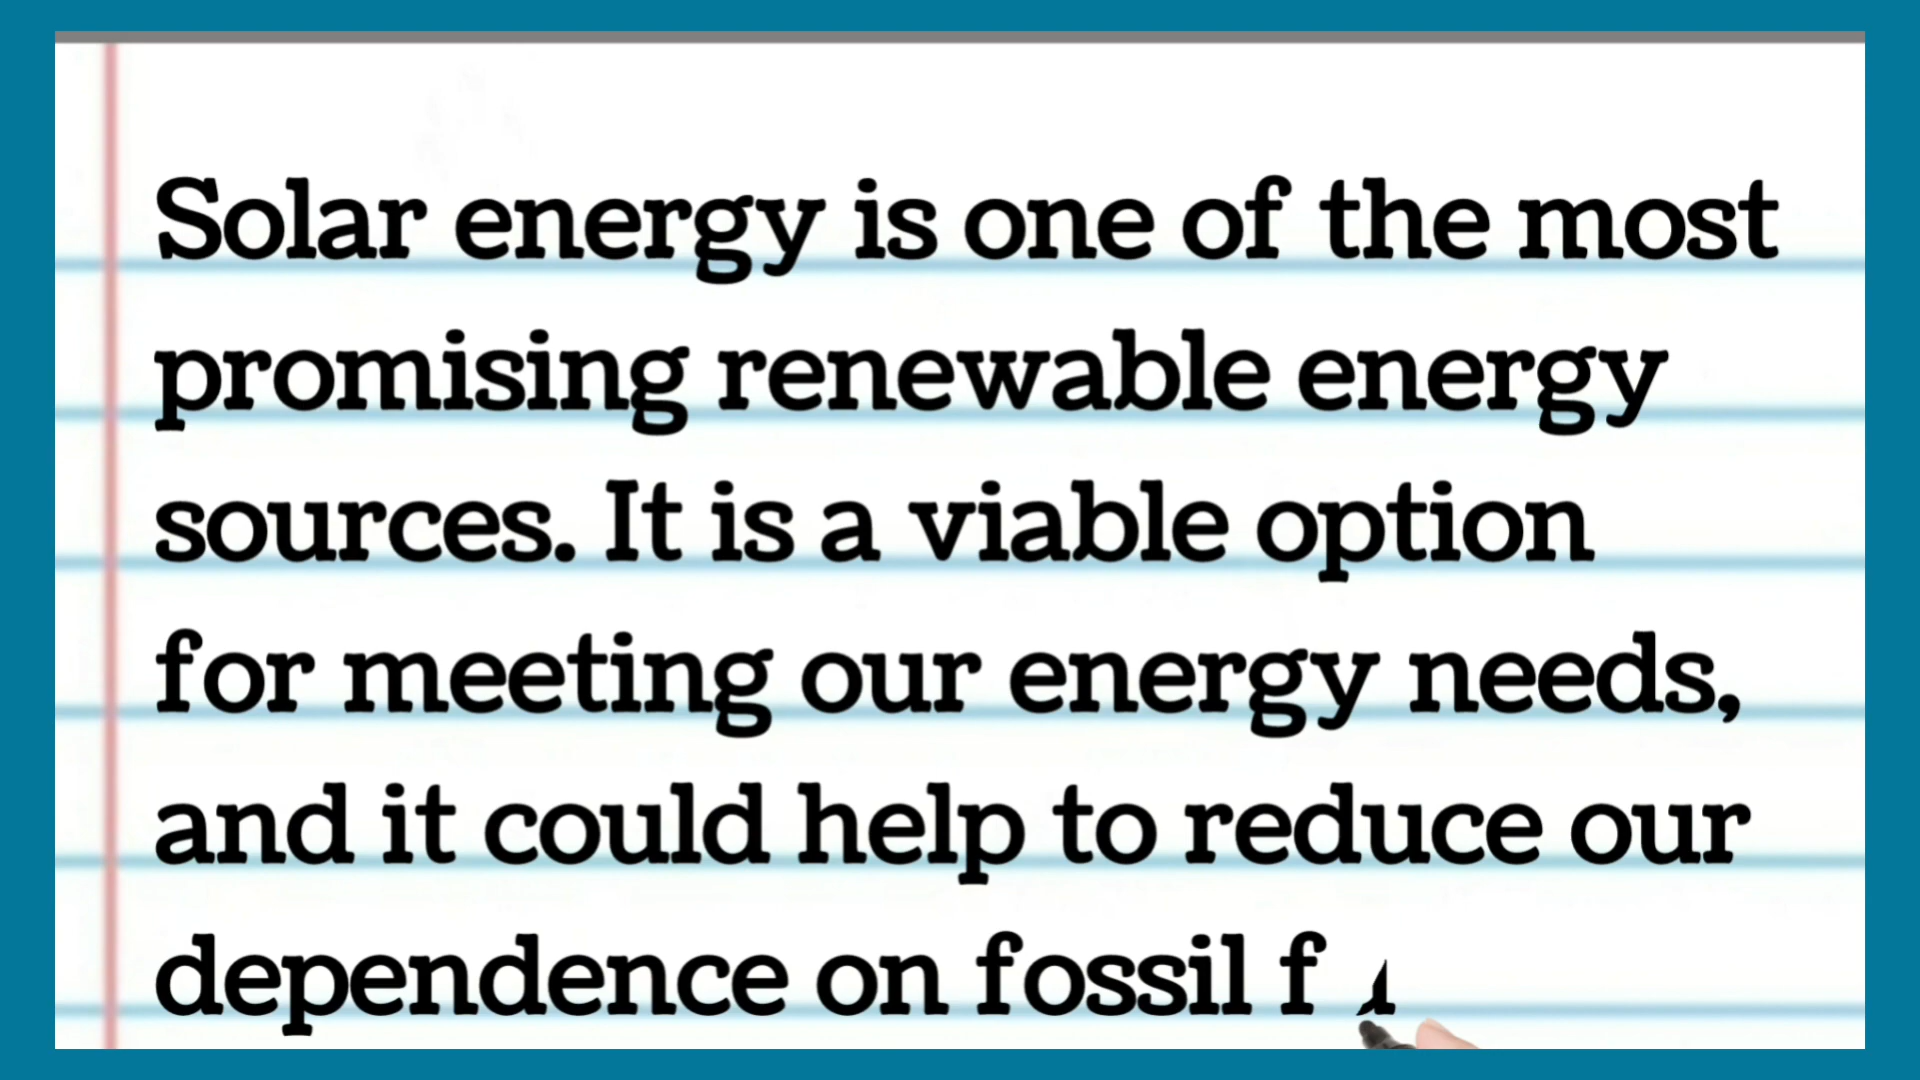 Solar energy is one of the most
promising renewable energy
sources. It is a viable option
for meeting our energy needs,
and it could help to reduce our
dependence on fossil f